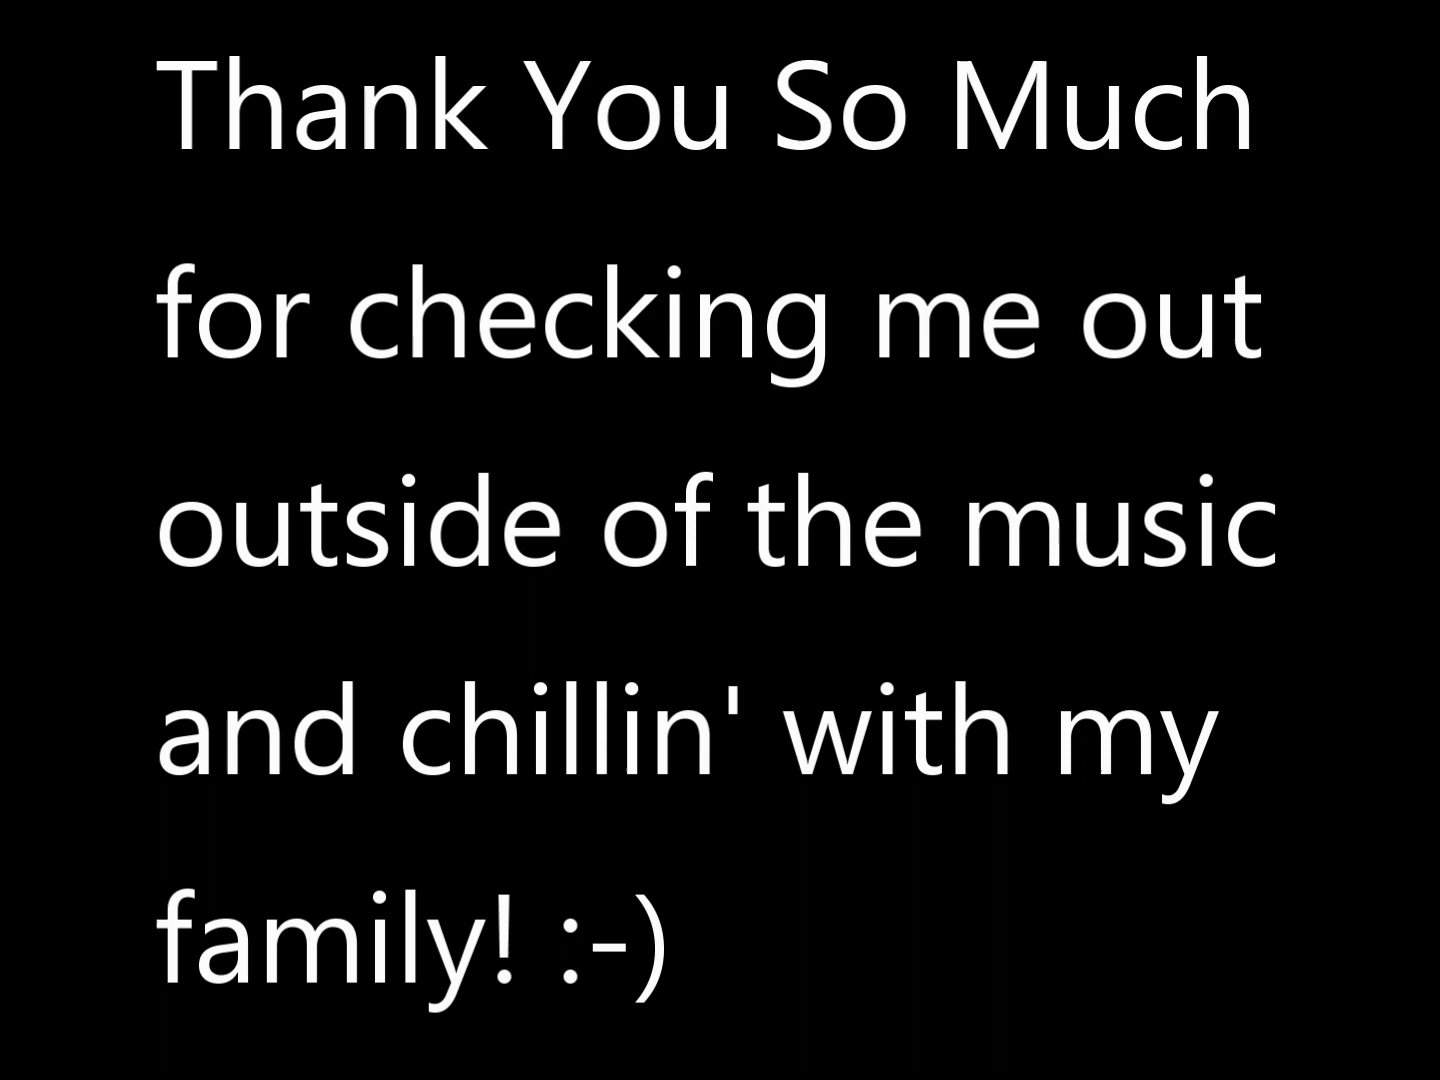 Thank You So Much
for checking me out
outside of the music
and chillin' with my
family! :-)